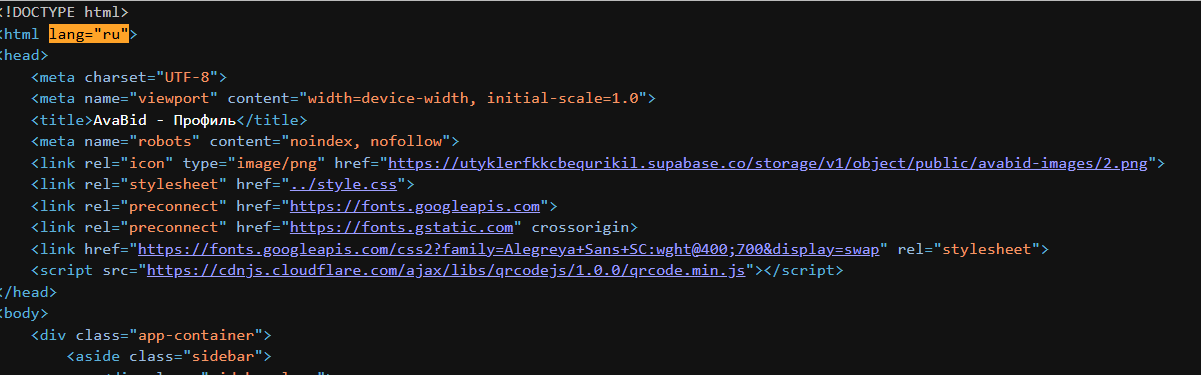 <!DOCTYPE html>
<html lang="ru">
<head>
<meta charset="UTF-8">
<meta name="viewport" content="width=device-width, initial-scale=1.0">
<title>AvaBid - Профиль</title>
<meta name="robots" content="noindex, nofollow">
<link rel="icon" type="image/png" href="https://utyklerfkkcbequrikil.supabase.co/storage/v1/object/public/avabid-images/2.png">
<link rel="stylesheet" href="../style.css">
<link rel="preconnect" href="https://fonts.googleapis.com">
<link rel="preconnect" href="https://fonts.gstatic.com" crossorigin>
<link href="https://fonts.googleapis.com/css2?family=Alegreya+Sans+SC:wght@400;700&display=swap" rel="stylesheet">
<script src="https://cdnjs.cloudflare.com/ajax/libs/qrcodejs/1.0.0/qrcode.min.js"></script>
</head>
<body>
<div class="app-container">
<aside class="sidebar">